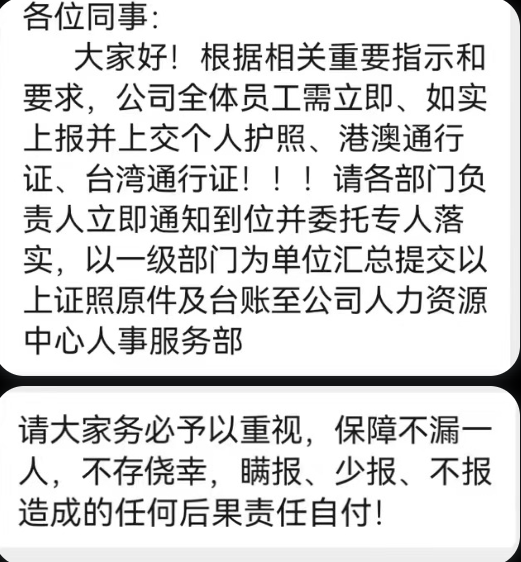 各位同事：
大家好！根据相关重要指示和
要求，公司全体员工需立即、如实
上报并上交个人护照、港澳通行
证、台湾通行证！！！请各部门负
责人立即通知到位并委托专人落
实，以一级部门为单位汇总提交以
上证照原件及台账至公司人力资源
中心人事服务部
请大家务必予以重视，保障不漏一
人，不存侥幸，瞒报、少报、不报
造成的任何后果责任自付！